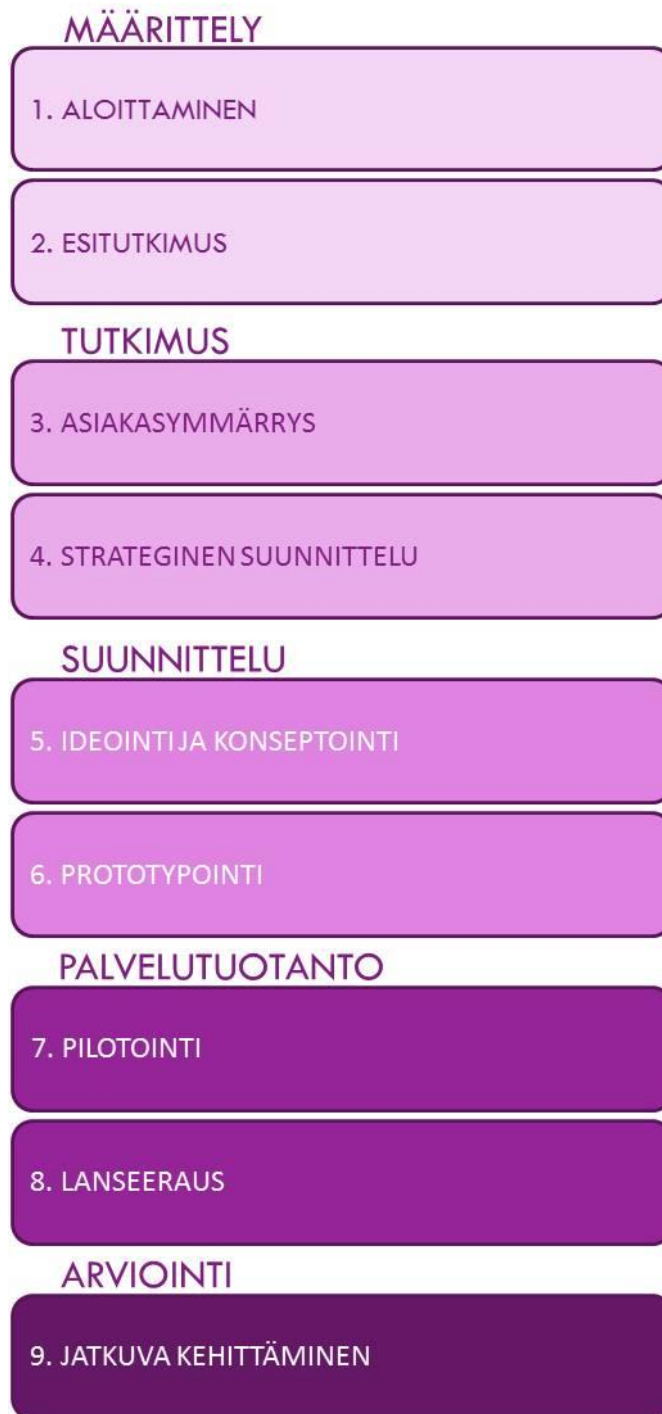 MÄÄRITTELY
1. ALOITTAMINEN
2. ESITUTKIMUS
TUTKIMUS
3. ASIAKASYMMÄRRYS
4. STRATEGINEN SUUNNITTELU
SUUNNITTELU
5. IDEOINTI JA KONSEPTOINTI
6. PROTOTYPOINTI
PALVELUTUOTANTO
7. PILOTOINTI
8. LANSEERAUS
ARVIOINTI
9. JATKUVA KEHITTÄMINEN